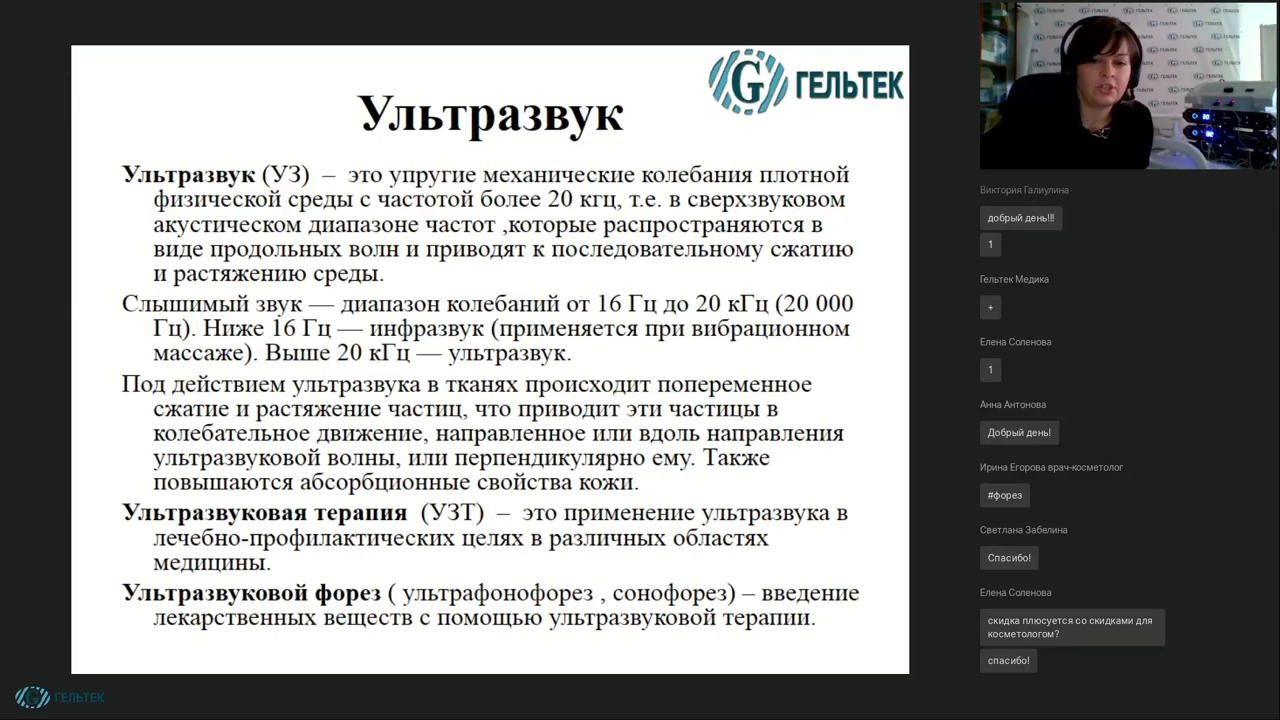 ГЕЛЬТЕК
Ультразвук
Ультразвук (УЗ) – это упругие механические колебания плотной
физической среды с частотой более 20 кгц, т.е. в сверхзвуковом
акустическом диапазоне частот ,которые распространяются в
виде продольных волн и приводят к последовательному сжатию
и растяжению среды.
Слышимый звук — диапазон колебаний от 16 Гц до 20 кГц (20 000
Гц). Ниже 16 Гц — инфразвук (применяется при вибрационном
массаже). Выше 20 кГц — ультразвук.
Под действием ультразвука в тканях происходит попеременное
сжатие и растяжение частиц, что приводит эти частицы в
колебательное движение, направленное или вдоль направления
ультразвуковой волны, или перпендикулярно ему. Также
повышаются абсорбционные свойства кожи.
Ультразвуковая терапия (УЗТ) – это применение ультразвука в
лечебно-профилактических целях в различных областях
медицины.
Ультразвуковой форез ( ультрафонофорез , сонофорез) – введение
лекарственных веществ с помощью ультразвуковой терапии.
ГЕЛЬТЕК
Виктория Галиулина
добрый день!!!
1
Гельтек Медика
+
Елена Соленова
1
Анна Антонова
Добрый день!
Ирина Егорова врач-косметолог
#форез
Светлана Забелина
Спасибо!
Елена Соленова
скидка плюсуется со скидками для
косметологом?
спасибо!